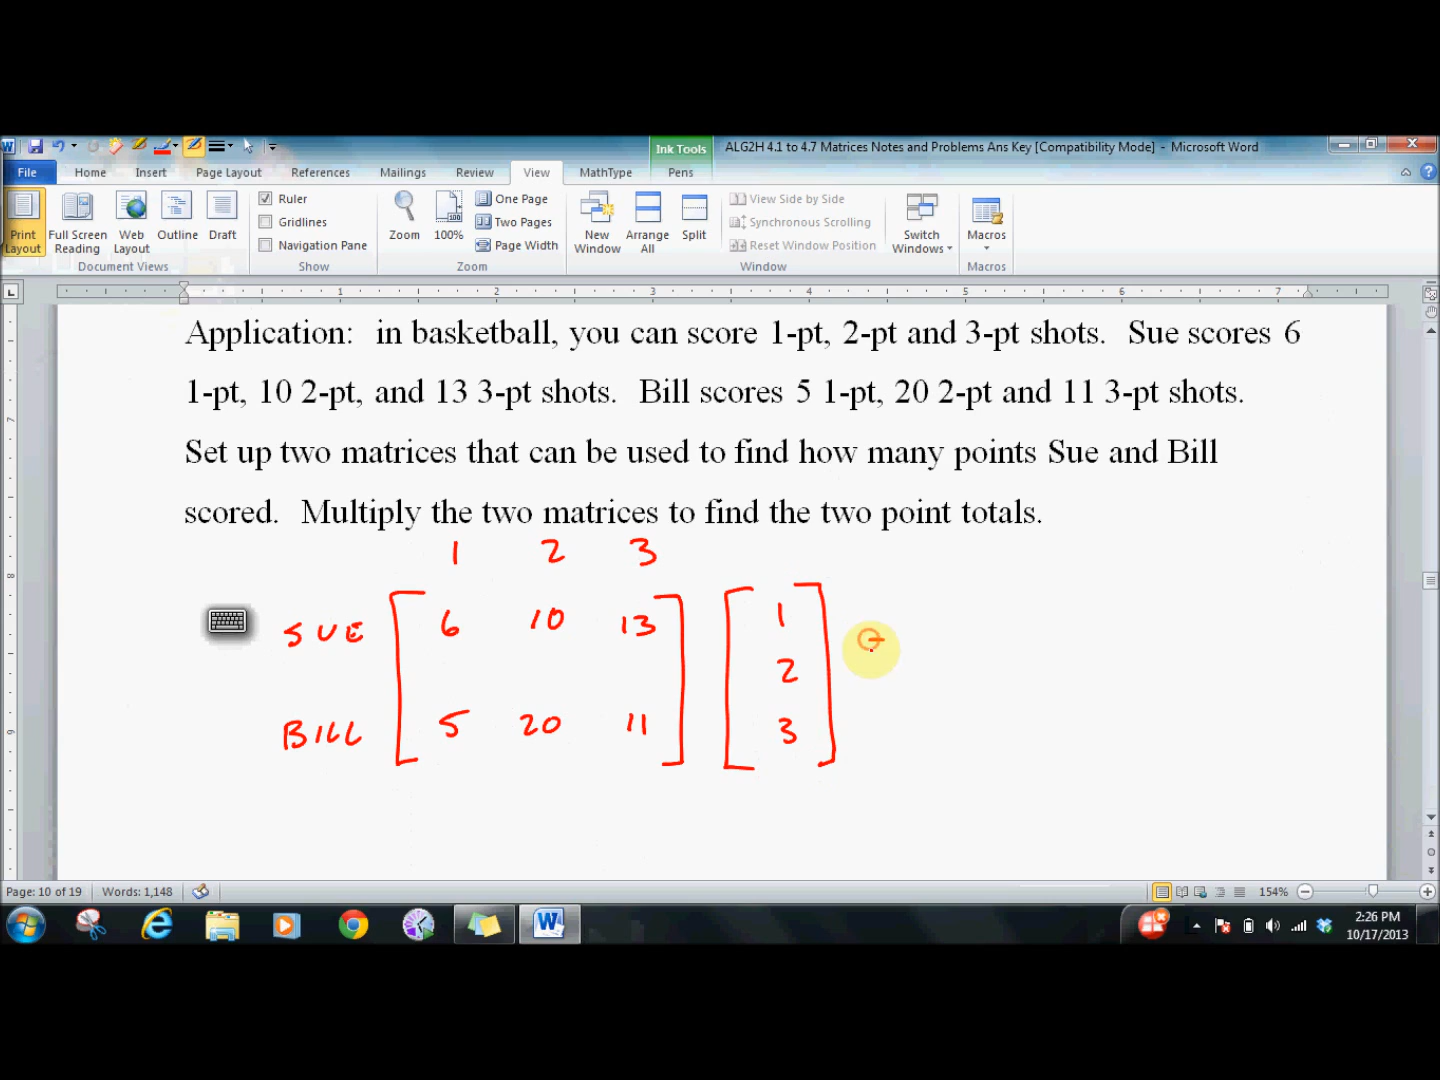 Ink Tools
ALG2H 4.1 to 4.7 Matrices Notes and Problems Ans Key [Compatibility Mode] - Microsoft Word
File Home Insert Page Layout References Mailings Review View MathType Pens
Print Layout
Full Screen Reading
Web Layout
Outline
Draft
Document Views
Ruler
Gridlines
Navigation Pane
Show
Zoom
100%
One Page
Two Pages
Page Width
Zoom
New Window
Arrange All
Split
View Side by Side
Synchronous Scrolling
Reset Window Position
Window
Switch Windows
Macros
Macros
1 2 3 4 5 6 7
Application: in basketball, you can score 1-pt, 2-pt and 3-pt shots. Sue scores 6
1-pt, 10 2-pt, and 13 3-pt shots. Bill scores 5 1-pt, 20 2-pt and 11 3-pt shots.
Set up two matrices that can be used to find how many points Sue and Bill
scored. Multiply the two matrices to find the two point totals.
1 2 3
SUE 6 10 13 1
2
BILL 5 20 11 3
Page: 10 of 19 Words: 1,148 154%
2:26 PM
10/17/2013